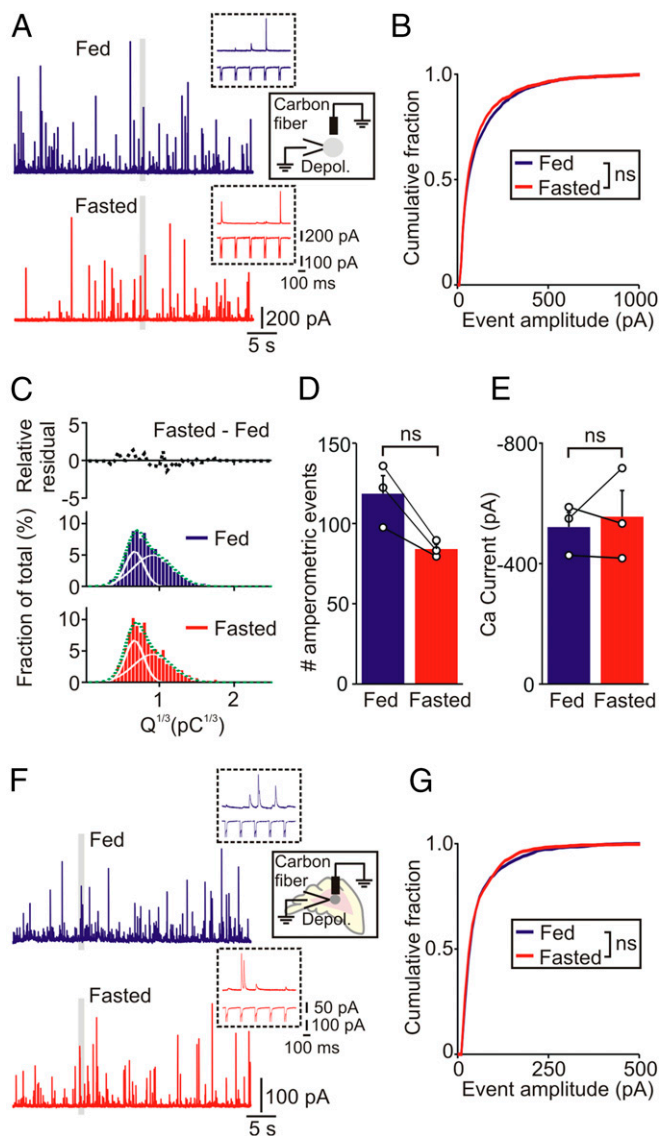 A
Fed
Carbon
fiber
Depol.
Fasted
200 pA
100 pA
100 ms
200 pA
5 s
B
Cumulative fraction
1.0
0.5
0
0 500 1000
Event amplitude (pA)
Fed
Fasted
ns
C
Relative
residual
5
0
-5
Fasted - Fed
Fraction of total (%)
10
5
0
Fed
10
5
0
Fasted
1 2
Q1/3(pC1/3)
D
# amperometric events
150
100
50
0
ns
Fed Fasted
E
Ca Current (pA)
-800
-400
0
ns
Fed Fasted
F
Fed
Carbon
fiber
Depol.
Fasted
50 pA
100 pA
100 ms
100 pA
5 s
G
Cumulative fraction
1.0
0.5
0
0 250 500
Event amplitude (pA)
Fed
Fasted
ns